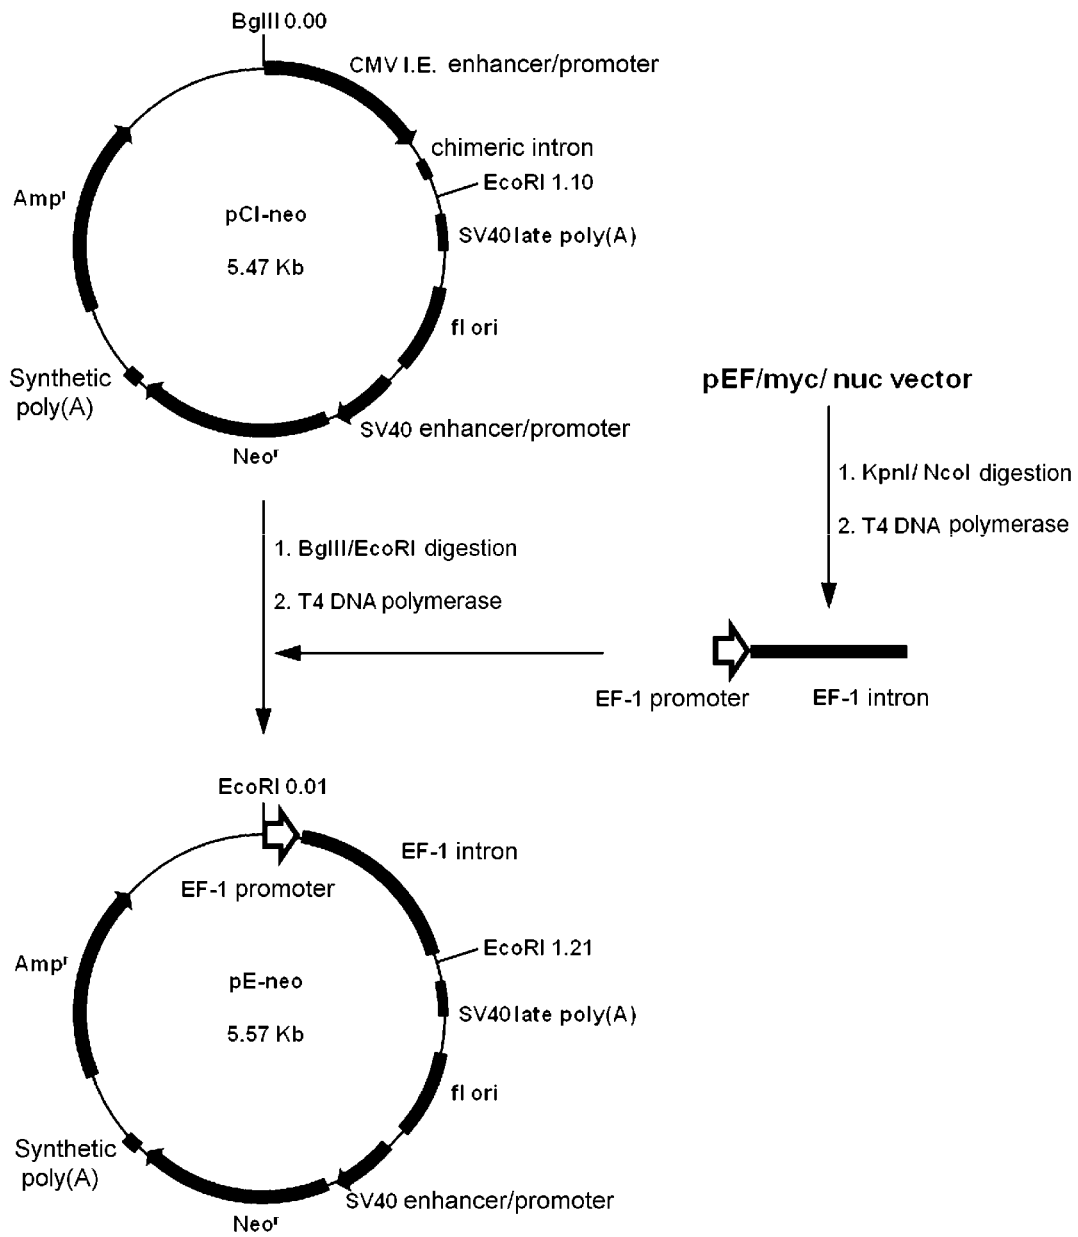 BglII 0.00
CMV I.E. enhancer/promoter
chimeric intron
EcoRI 1.10
Ampʳ
pCI-neo
SV40 late poly(A)
5.47 Kb
fI ori
Synthetic
poly(A)
SV40 enhancer/promoter
Neoʳ
pEF/myc/ nuc vector
1. KpnI/ NcoI digestion
2. T4 DNA polymerase
1. BglII/EcoRI digestion
2. T4 DNA polymerase
EF-1 promoter
EF-1 intron
EcoRI 0.01
EF-1 intron
EF-1 promoter
EcoRI 1.21
Ampʳ
pE-neo
SV40 late poly(A)
5.57 Kb
fI ori
Synthetic
poly(A)
SV40 enhancer/promoter
Neoʳ